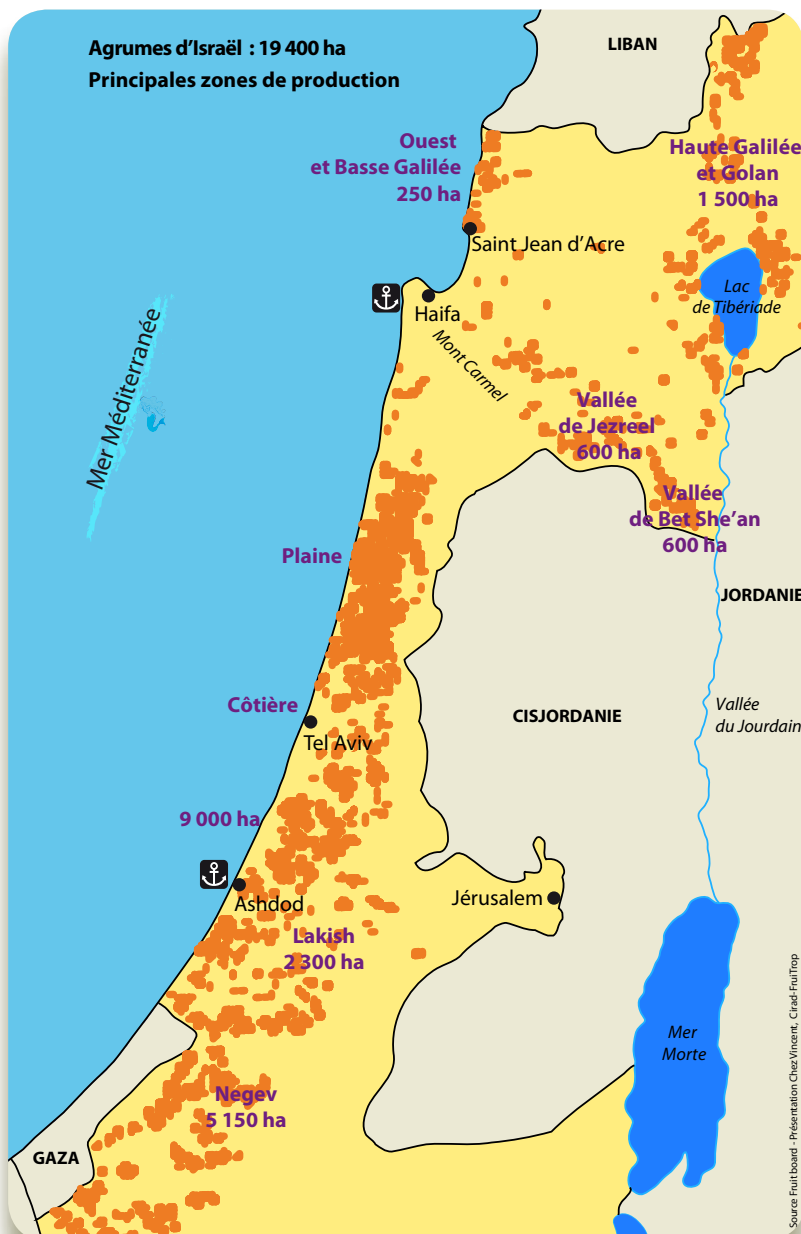 Agrumes d’Israël : 19 400 ha
Principales zones de production
LIBAN
Ouest
et Basse Galilée
250 ha
Haute Galilée
et Golan
1 500 ha
Saint Jean d’Acre
Lac
de Tibériade
Haifa
Mont Carmel
Mer Méditerranée
Vallée
de Jezreel
600 ha
Vallée
de Bet She’an
600 ha
Plaine
JORDANIE
Côtière
CISJORDANIE
Vallée
du Jourdain
Tel Aviv
9 000 ha
Ashdod
Jérusalem
Lakish
2 300 ha
Mer
Morte
Negev
5 150 ha
GAZA
Source Fruit board - Présentation Chez Vincent, Cirad-FruiTrop